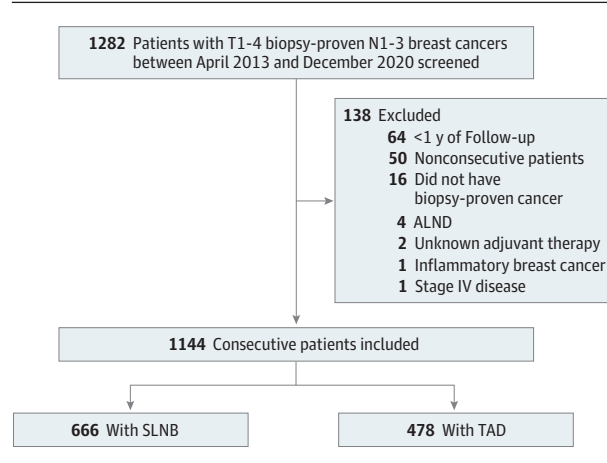 1282 Patients with T1-4 biopsy-proven N1-3 breast cancers
between April 2013 and December 2020 screened
138 Excluded
64 <1 y of Follow-up
50 Nonconsecutive patients
16 Did not have
biopsy-proven cancer
4 ALND
2 Unknown adjuvant therapy
1 Inflammatory breast cancer
1 Stage IV disease
1144 Consecutive patients included
666 With SLNB
478 With TAD